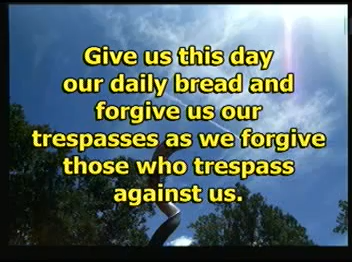 Give us this day
our daily bread and
forgive us our
trespasses as we forgive
those who trespass
against us.